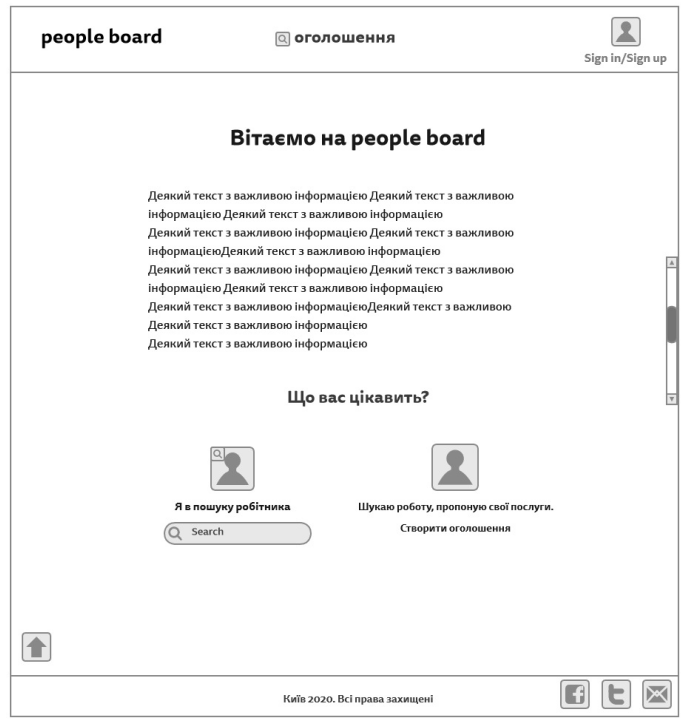 people board
оголошення
Sign in/Sign up
Вітаємо на people board
Деякий текст з важливою інформацією Деякий текст з важливою
інформацією Деякий текст з важливою інформацією
Деякий текст з важливою інформацією Деякий текст з важливою
інформацієюДеякий текст з важливою інформацією
Деякий текст з важливою інформацією Деякий текст з важливою
інформацією Деякий текст з важливою інформацією
Деякий текст з важливою інформацієюДеякий текст з важливою
Деякий текст з важливою інформацією
Деякий текст з важливою інформацією
Що вас цікавить?
Я в пошуку робітника
Search
Шукаю роботу, пропоную свої послуги.
Створити оголошення
Київ 2020. Всі права захищені